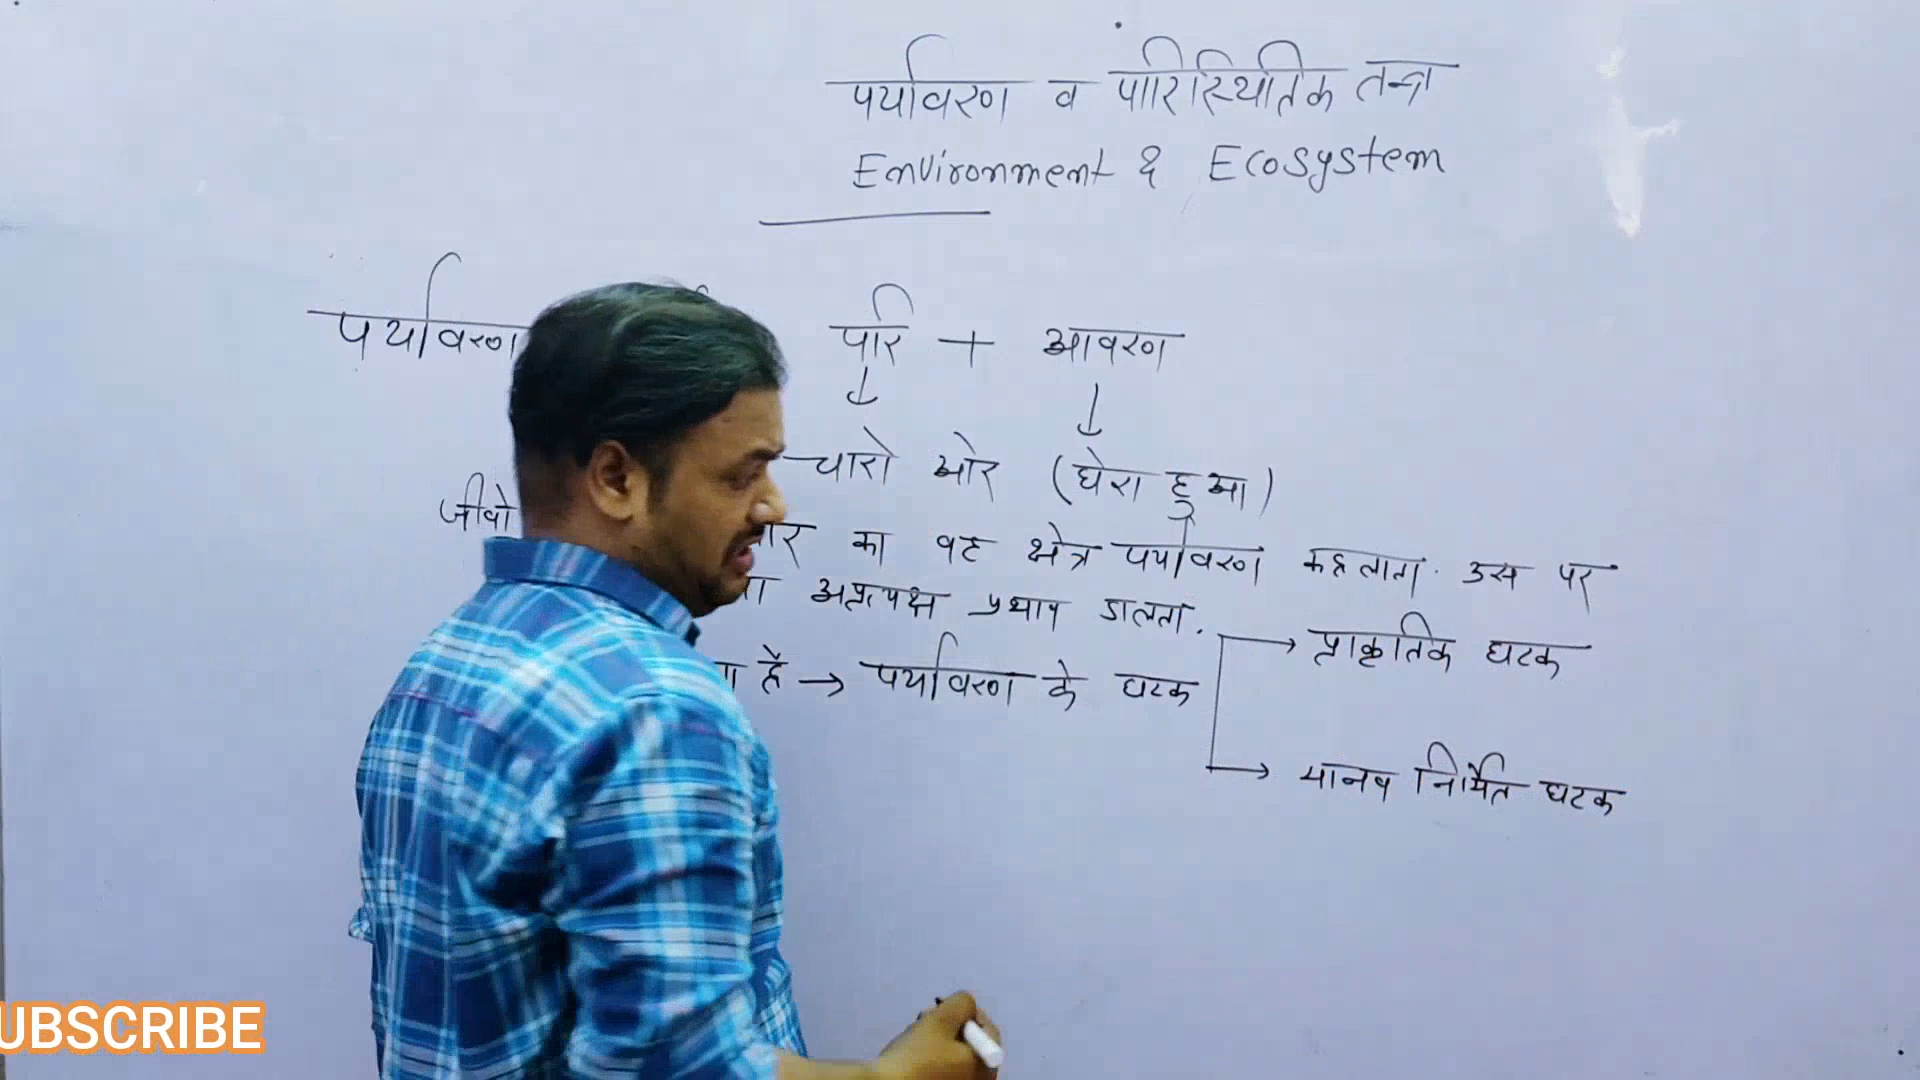 पर्यावरण व पारिस्थितिक तन्त्र
Environment & Ecosystem
पर्यावरण परि + आवरण
चारो ओर (घेरा हुआ)
जीवो का वह क्षेत्र पर्यावरण कहलाता. उस पर
अप्रत्यक्ष प्रभाव डालता.
है → पर्यावरण के घटक
→ प्राकृतिक घटक
→ मानव निर्मित घटक
UBSCRIBE